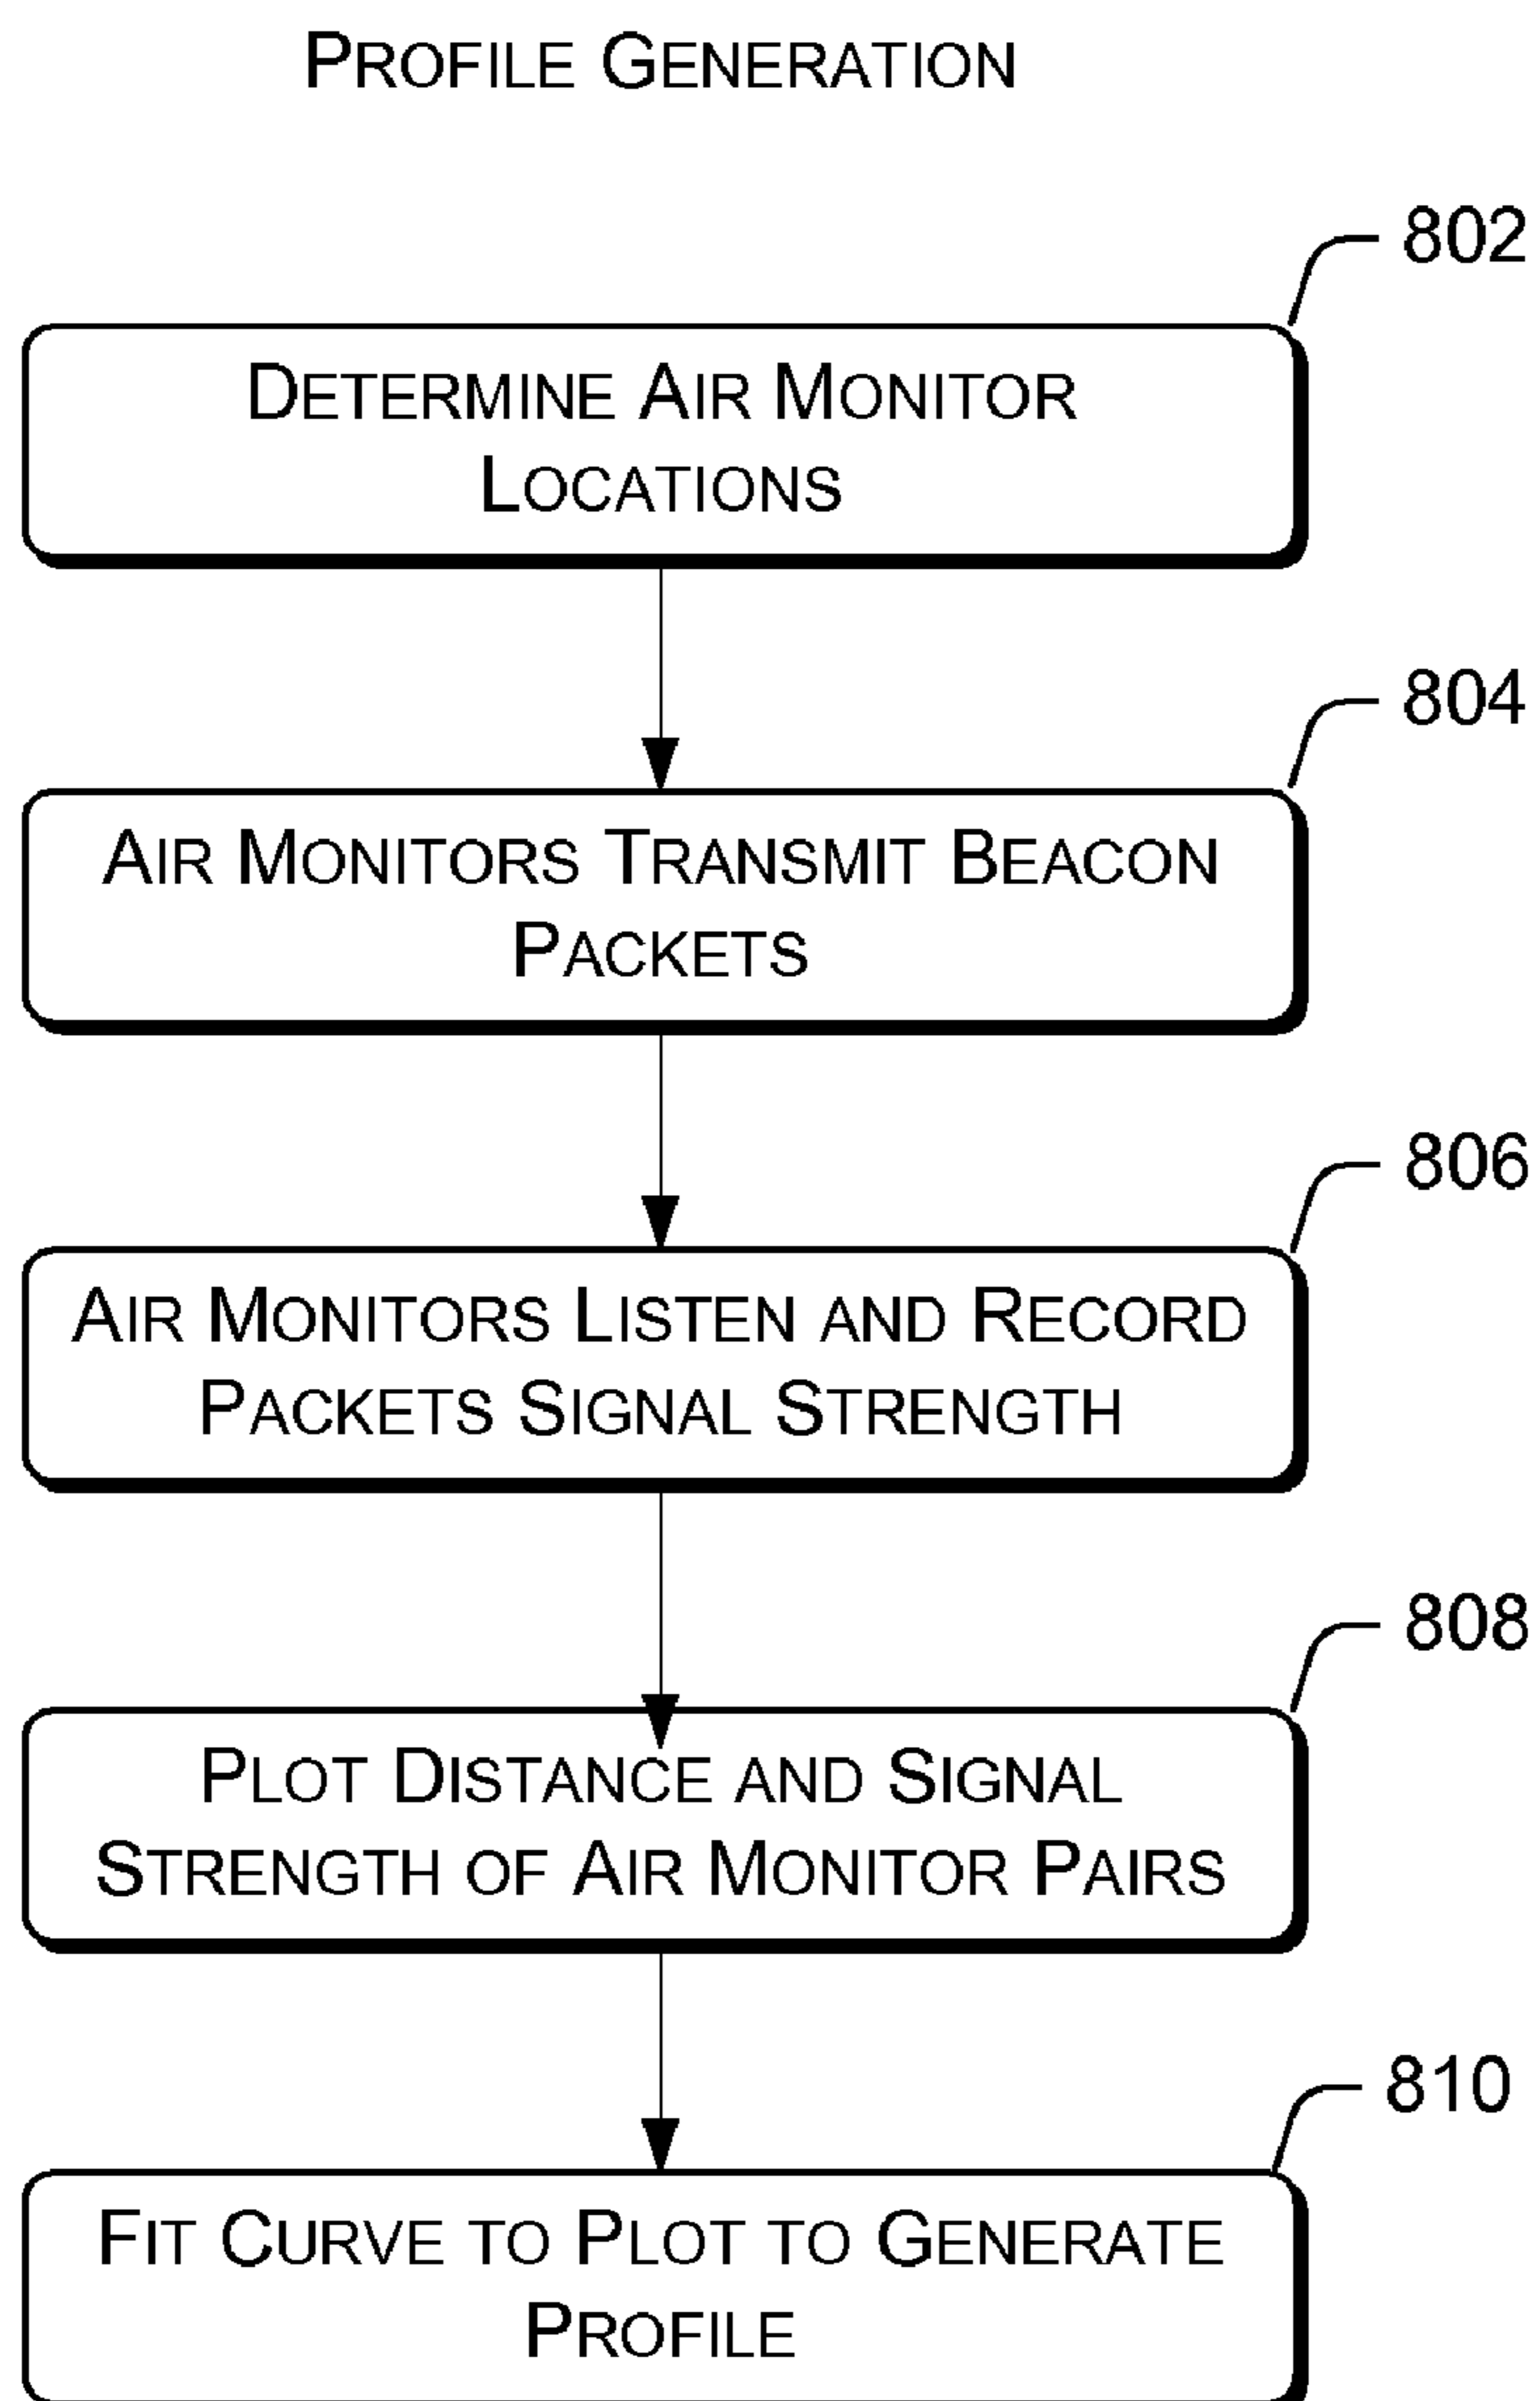 PROFILE GENERATION
802
DETERMINE AIR MONITOR
LOCATIONS
804
AIR MONITORS TRANSMIT BEACON
PACKETS
806
AIR MONITORS LISTEN AND RECORD
PACKETS SIGNAL STRENGTH
808
PLOT DISTANCE AND SIGNAL
STRENGTH OF AIR MONITOR PAIRS
810
FIT CURVE TO PLOT TO GENERATE
PROFILE